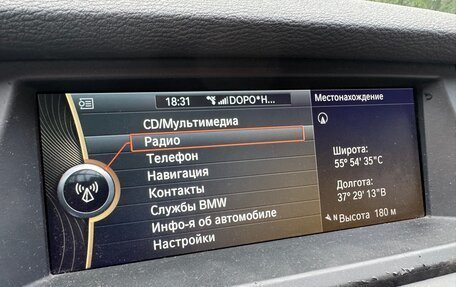 18:31 DOPO*H...
CD/Мультимедиа
Радио
Телефон
Навигация
Контакты
Службы BMW
Инфо-я об автомобиле
Настройки
Местонахождение
Широта:
55° 54' 35"С
Долгота:
37° 29' 13"В
N Высота 180 м